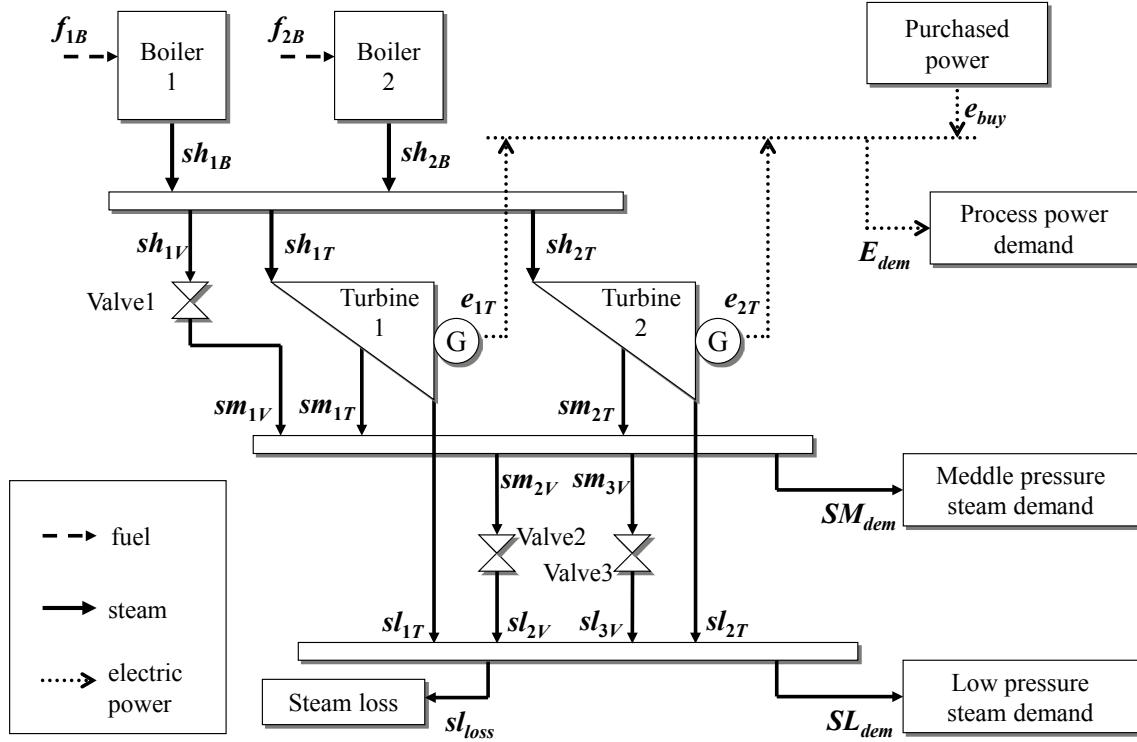 f1B
Boiler
1
f2B
Boiler
2
Purchased
power
ebuy
sh1B
sh2B
Process power
demand
Edem
sh1V
sh1T
sh2T
Valve1
Turbine
1
e1T
G
Turbine
2
e2T
G
sm1V
sm1T
sm2T
sm2V
sm3V
Meddle pressure
steam demand
SMdem
Valve2
Valve3
sl1T
sl2V
sl3V
sl2T
Steam loss
slloss
Low pressure
steam demand
SLdem
fuel
steam
electric
power